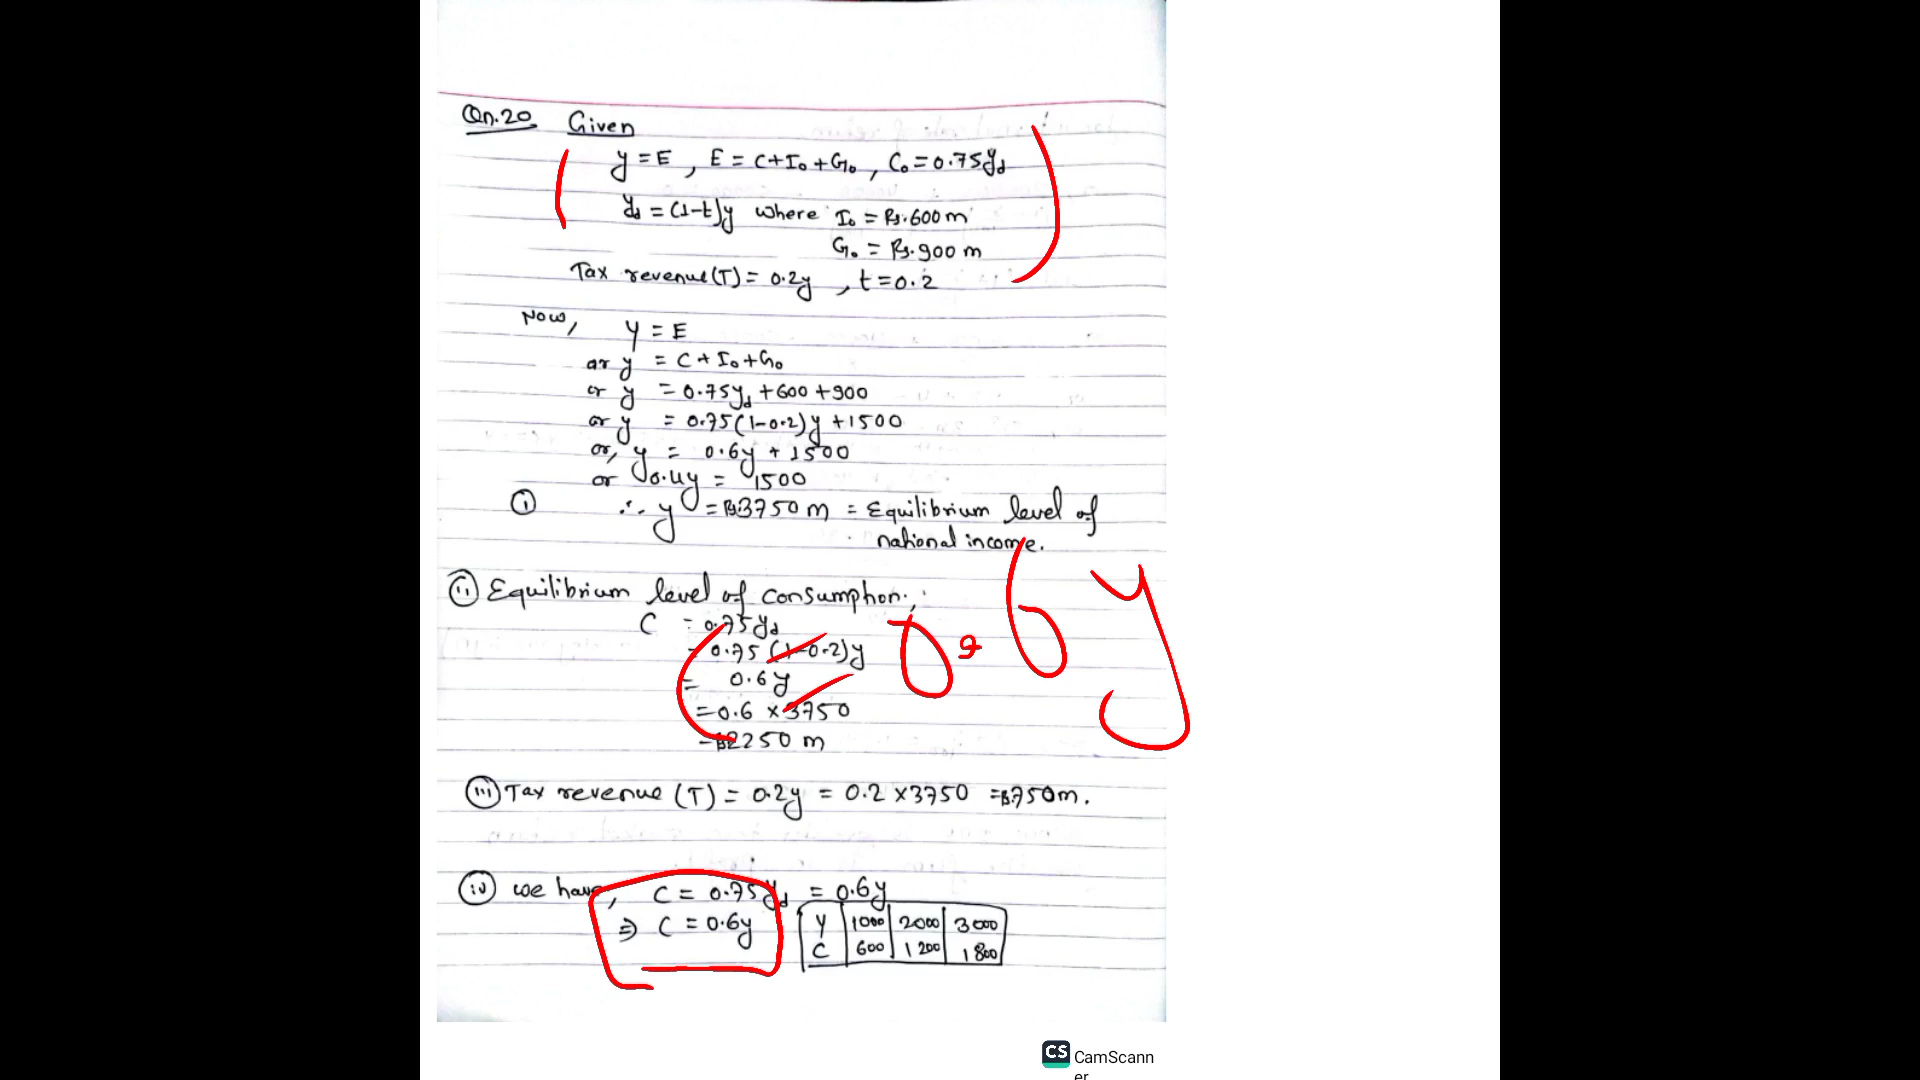 Qn.20 Given
y = E , E = C+I₀+G₀ , C₀ = 0.75yd
yd = (1-t)y where I₀ = Rs.600 m
G₀ = Rs.900 m
Tax revenue (T) = 0.2y , t = 0.2
Now, y = E
or y = C + I₀ + G₀
or y = 0.75yd + 600 + 900
or y = 0.75(1-0.2)y + 1500
or, y = 0.6y + 1500
or 0.4y = 1500
(i) ∴ y = Rs3750 m = Equilibrium level of
national income.
(ii) Equilibrium level of consumption;
C = 0.75yd
= 0.75 (1-0.2)y
= 0.6y
= 0.6 × 3750
= Rs2250 m
0.6y
(iii) Tax revenue (T) = 0.2y = 0.2 × 3750 = Rs750m.
(iv) we have, C = 0.75yd = 0.6y
⇒ C = 0.6y
Y 1000 2000 3000
C 600 1200 1800
CS CamScann
er